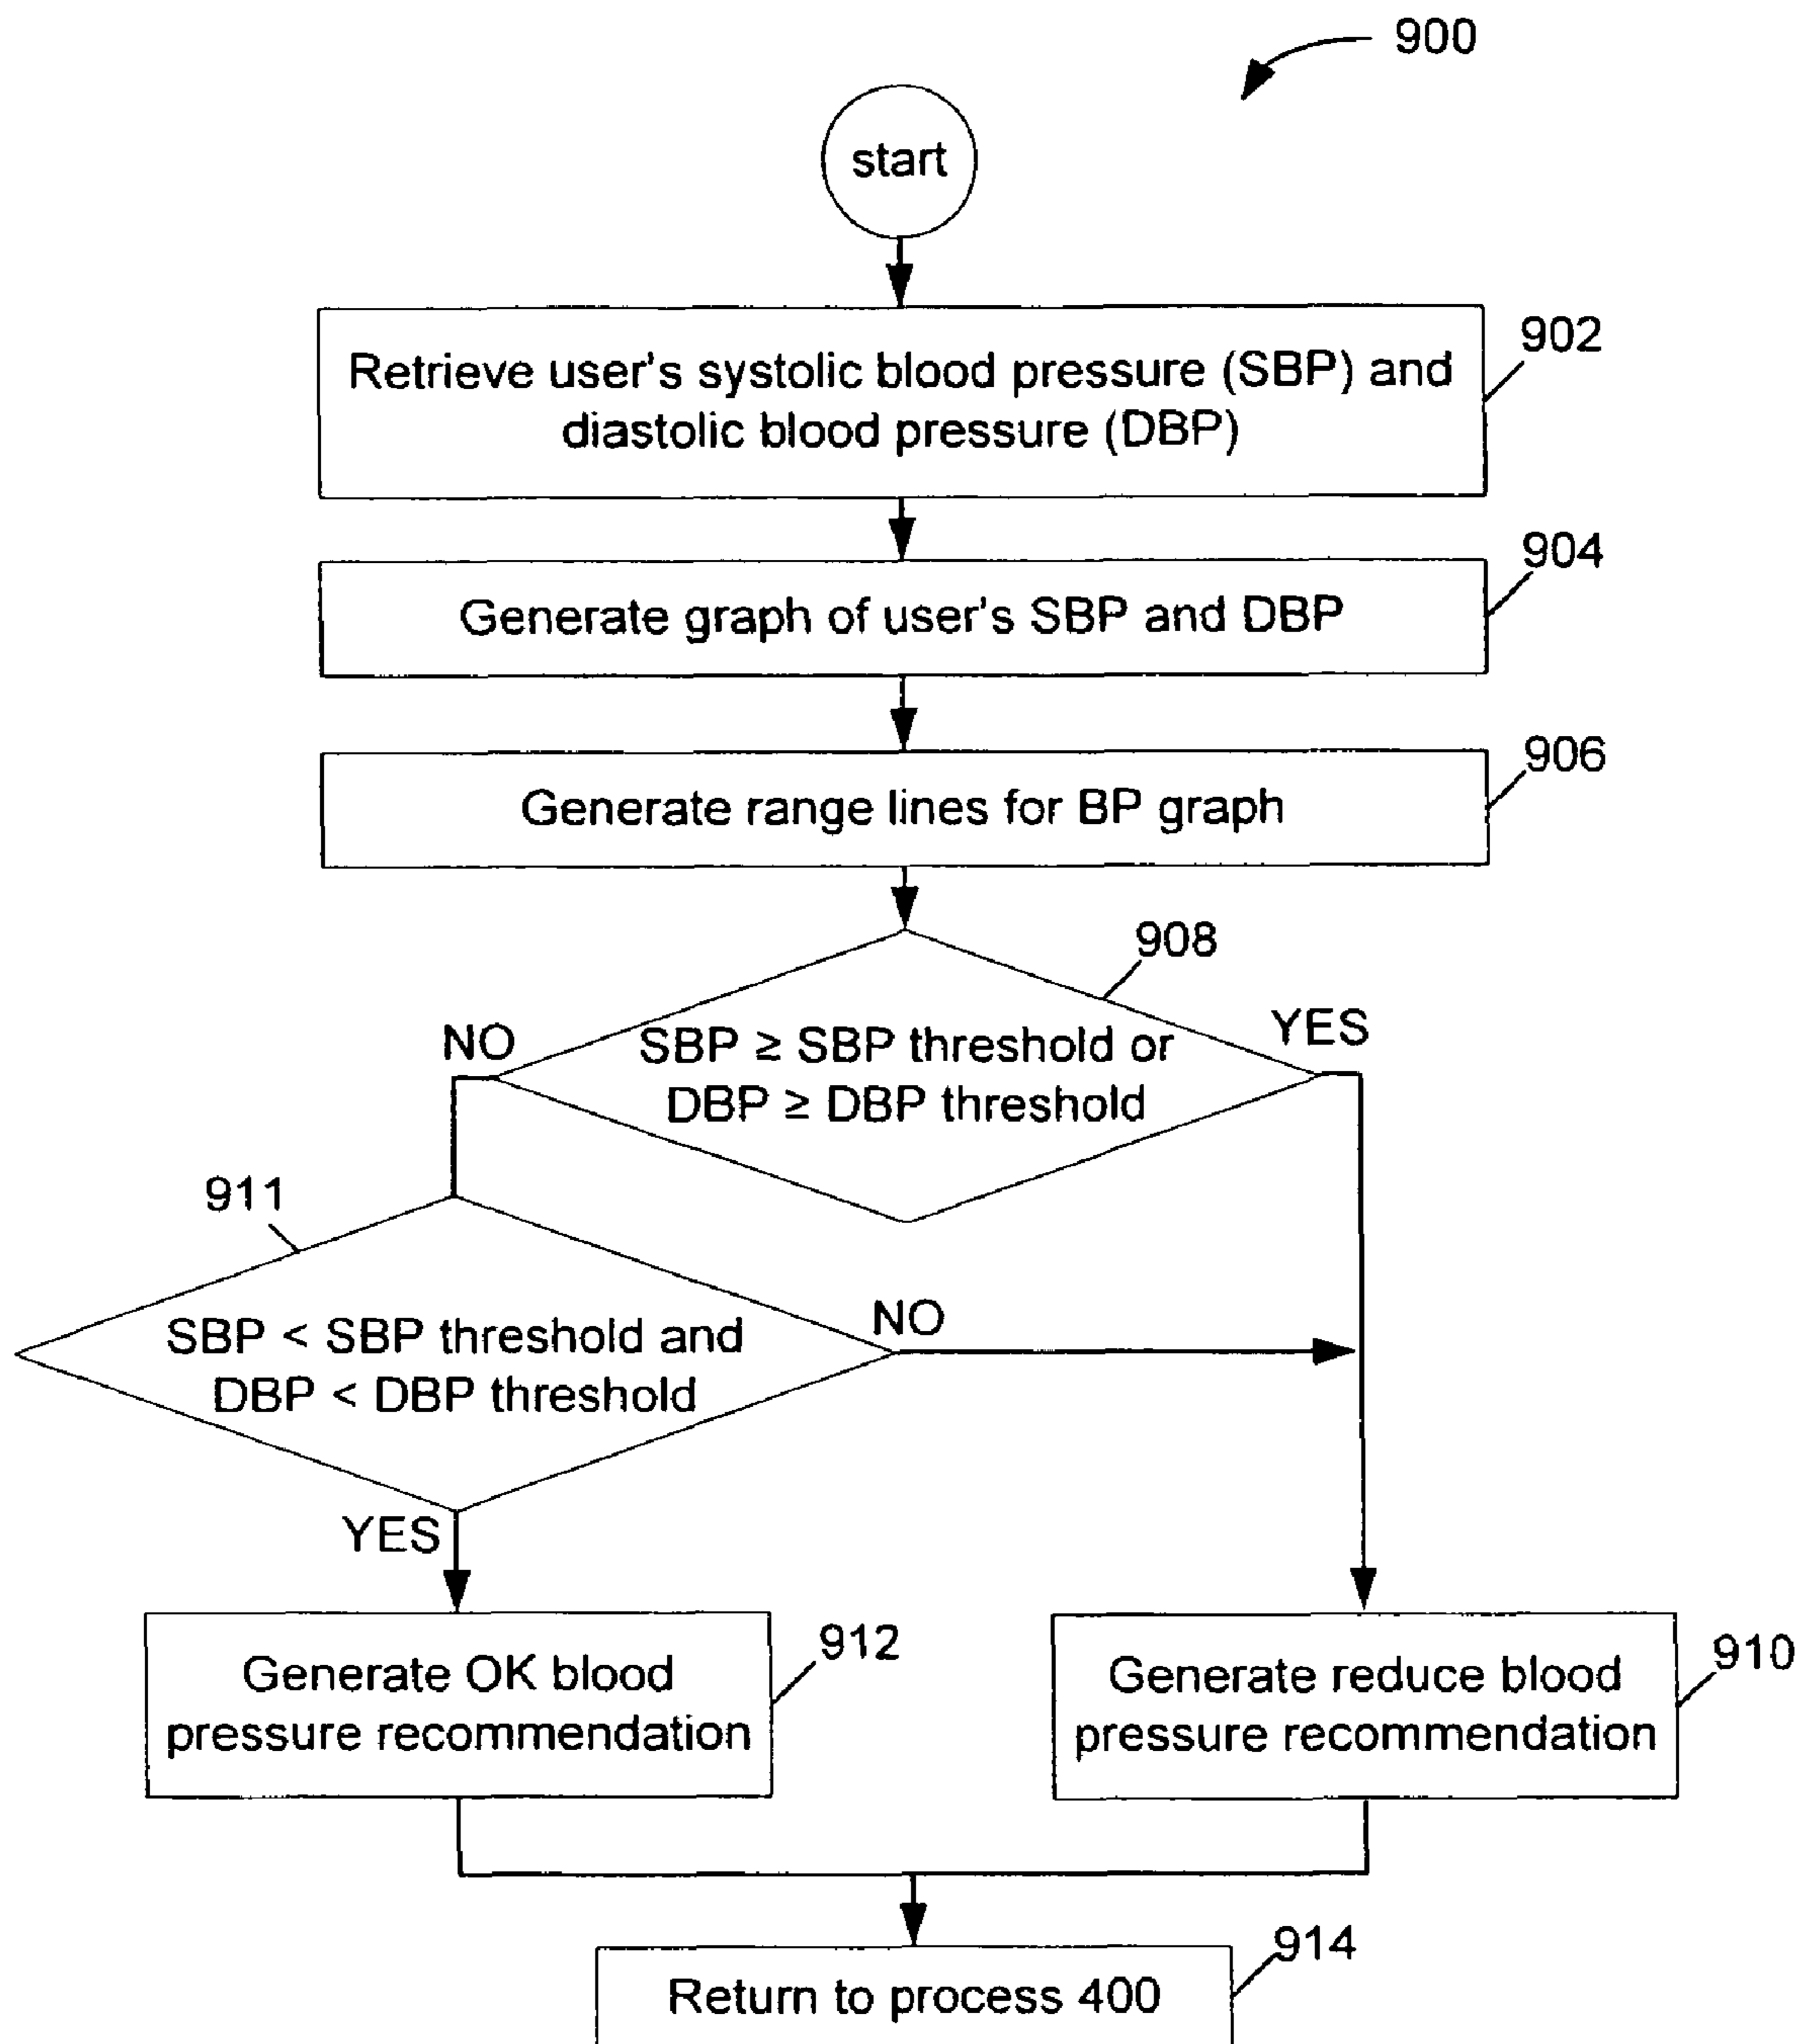 900
start
902
Retrieve user's systolic blood pressure (SBP) and
diastolic blood pressure (DBP)
904
Generate graph of user's SBP and DBP
906
Generate range lines for BP graph
908
NO
YES
SBP ≥ SBP threshold or
DBP ≥ DBP threshold
911
NO
SBP < SBP threshold and
DBP < DBP threshold
YES
912
Generate OK blood
pressure recommendation
910
Generate reduce blood
pressure recommendation
914
Return to process 400